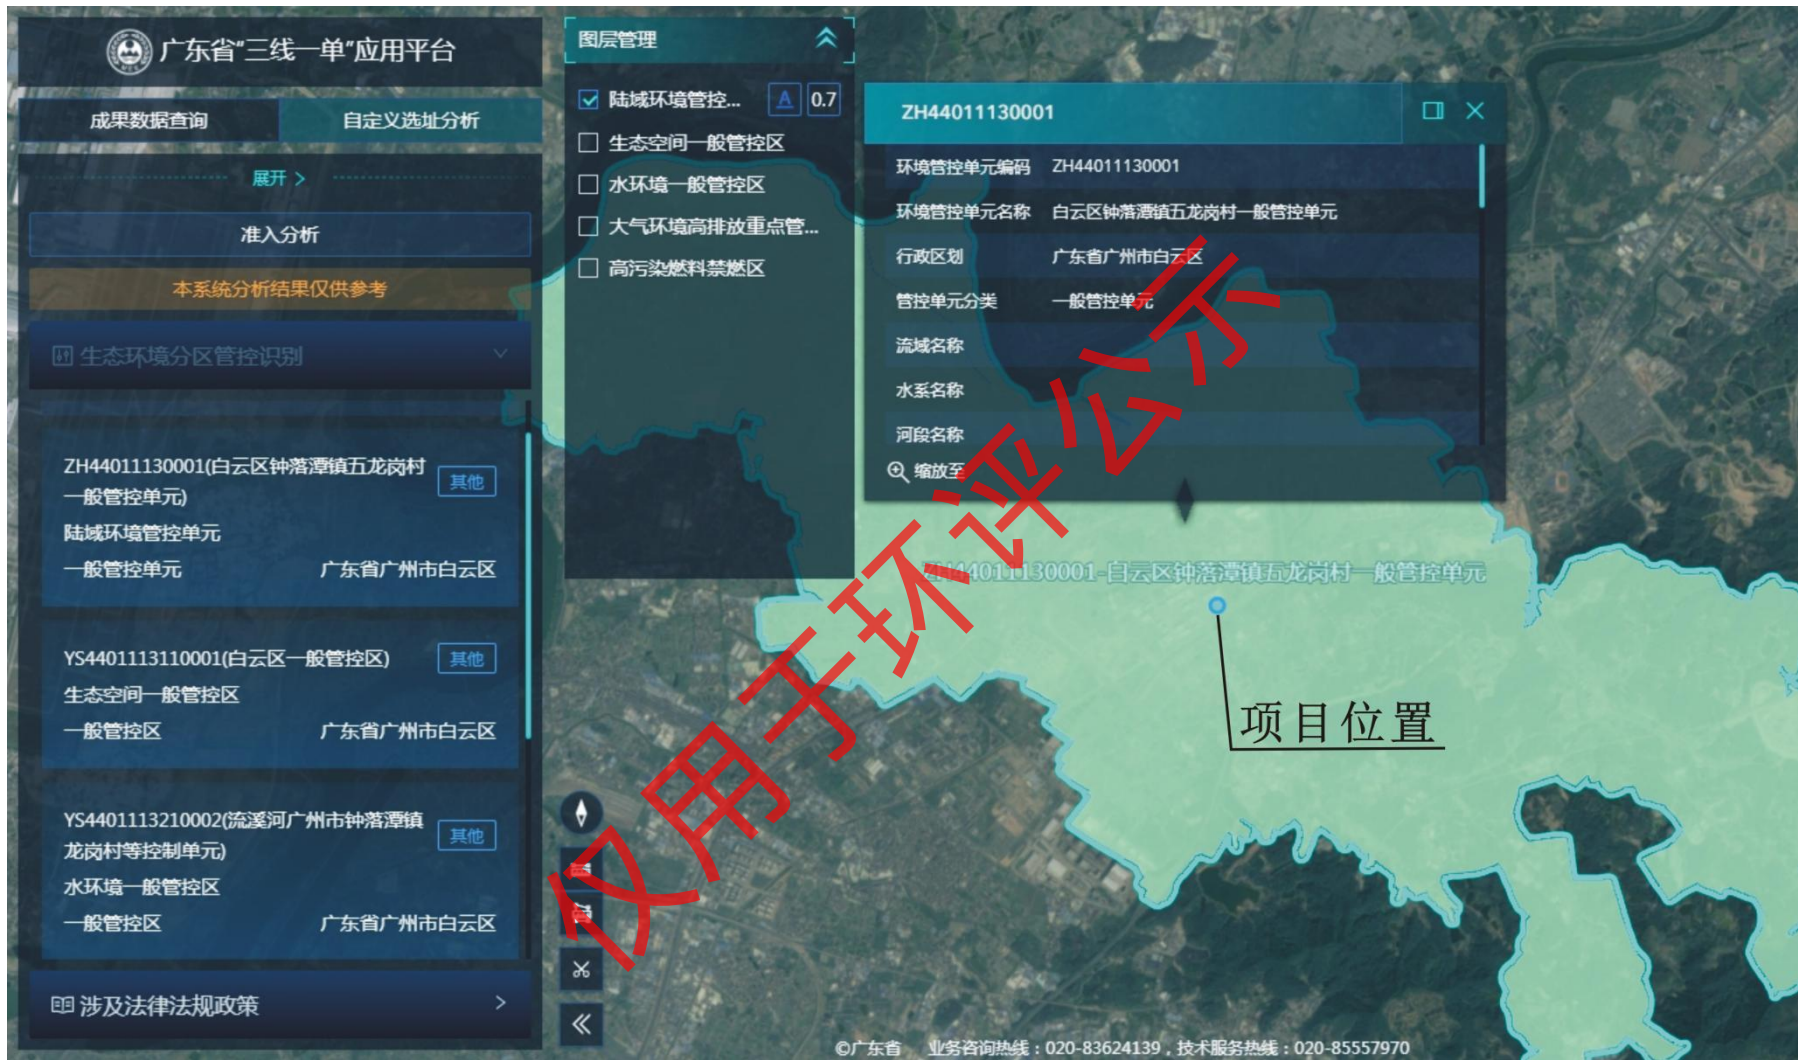 广东省"三线一单"应用平台
成果数据查询
自定义选址分析
展开 >
准入分析
本系统分析结果仅供参考
生态环境分区管控识别
ZH44011130001(白云区钟落潭镇五龙岗村
一般管控单元)
其他
陆域环境管控单元
一般管控单元
广东省广州市白云区
YS4401113110001(白云区一般管控区)
其他
生态空间一般管控区
一般管控区
广东省广州市白云区
YS4401113210002(流溪河广州市钟落潭镇
龙岗村等控制单元)
其他
水环境一般管控区
一般管控区
广东省广州市白云区
涉及法律法规政策
图层管理
陆域环境管控...
A
0.7
生态空间一般管控区
水环境一般管控区
大气环境高排放重点管...
高污染燃料禁燃区
ZH44011130001
环境管控单元编码 ZH44011130001
环境管控单元名称 白云区钟落潭镇五龙岗村一般管控单元
行政区划 广东省广州市白云区
管控单元分类 一般管控单元
流域名称
水系名称
河段名称
缩放至
ZH44011130001-白云区钟落潭镇五龙岗村一般管控单元
项目位置
仅用于环评公示
©广东省 业务咨询热线：020-83624139，技术服务热线：020-85557970